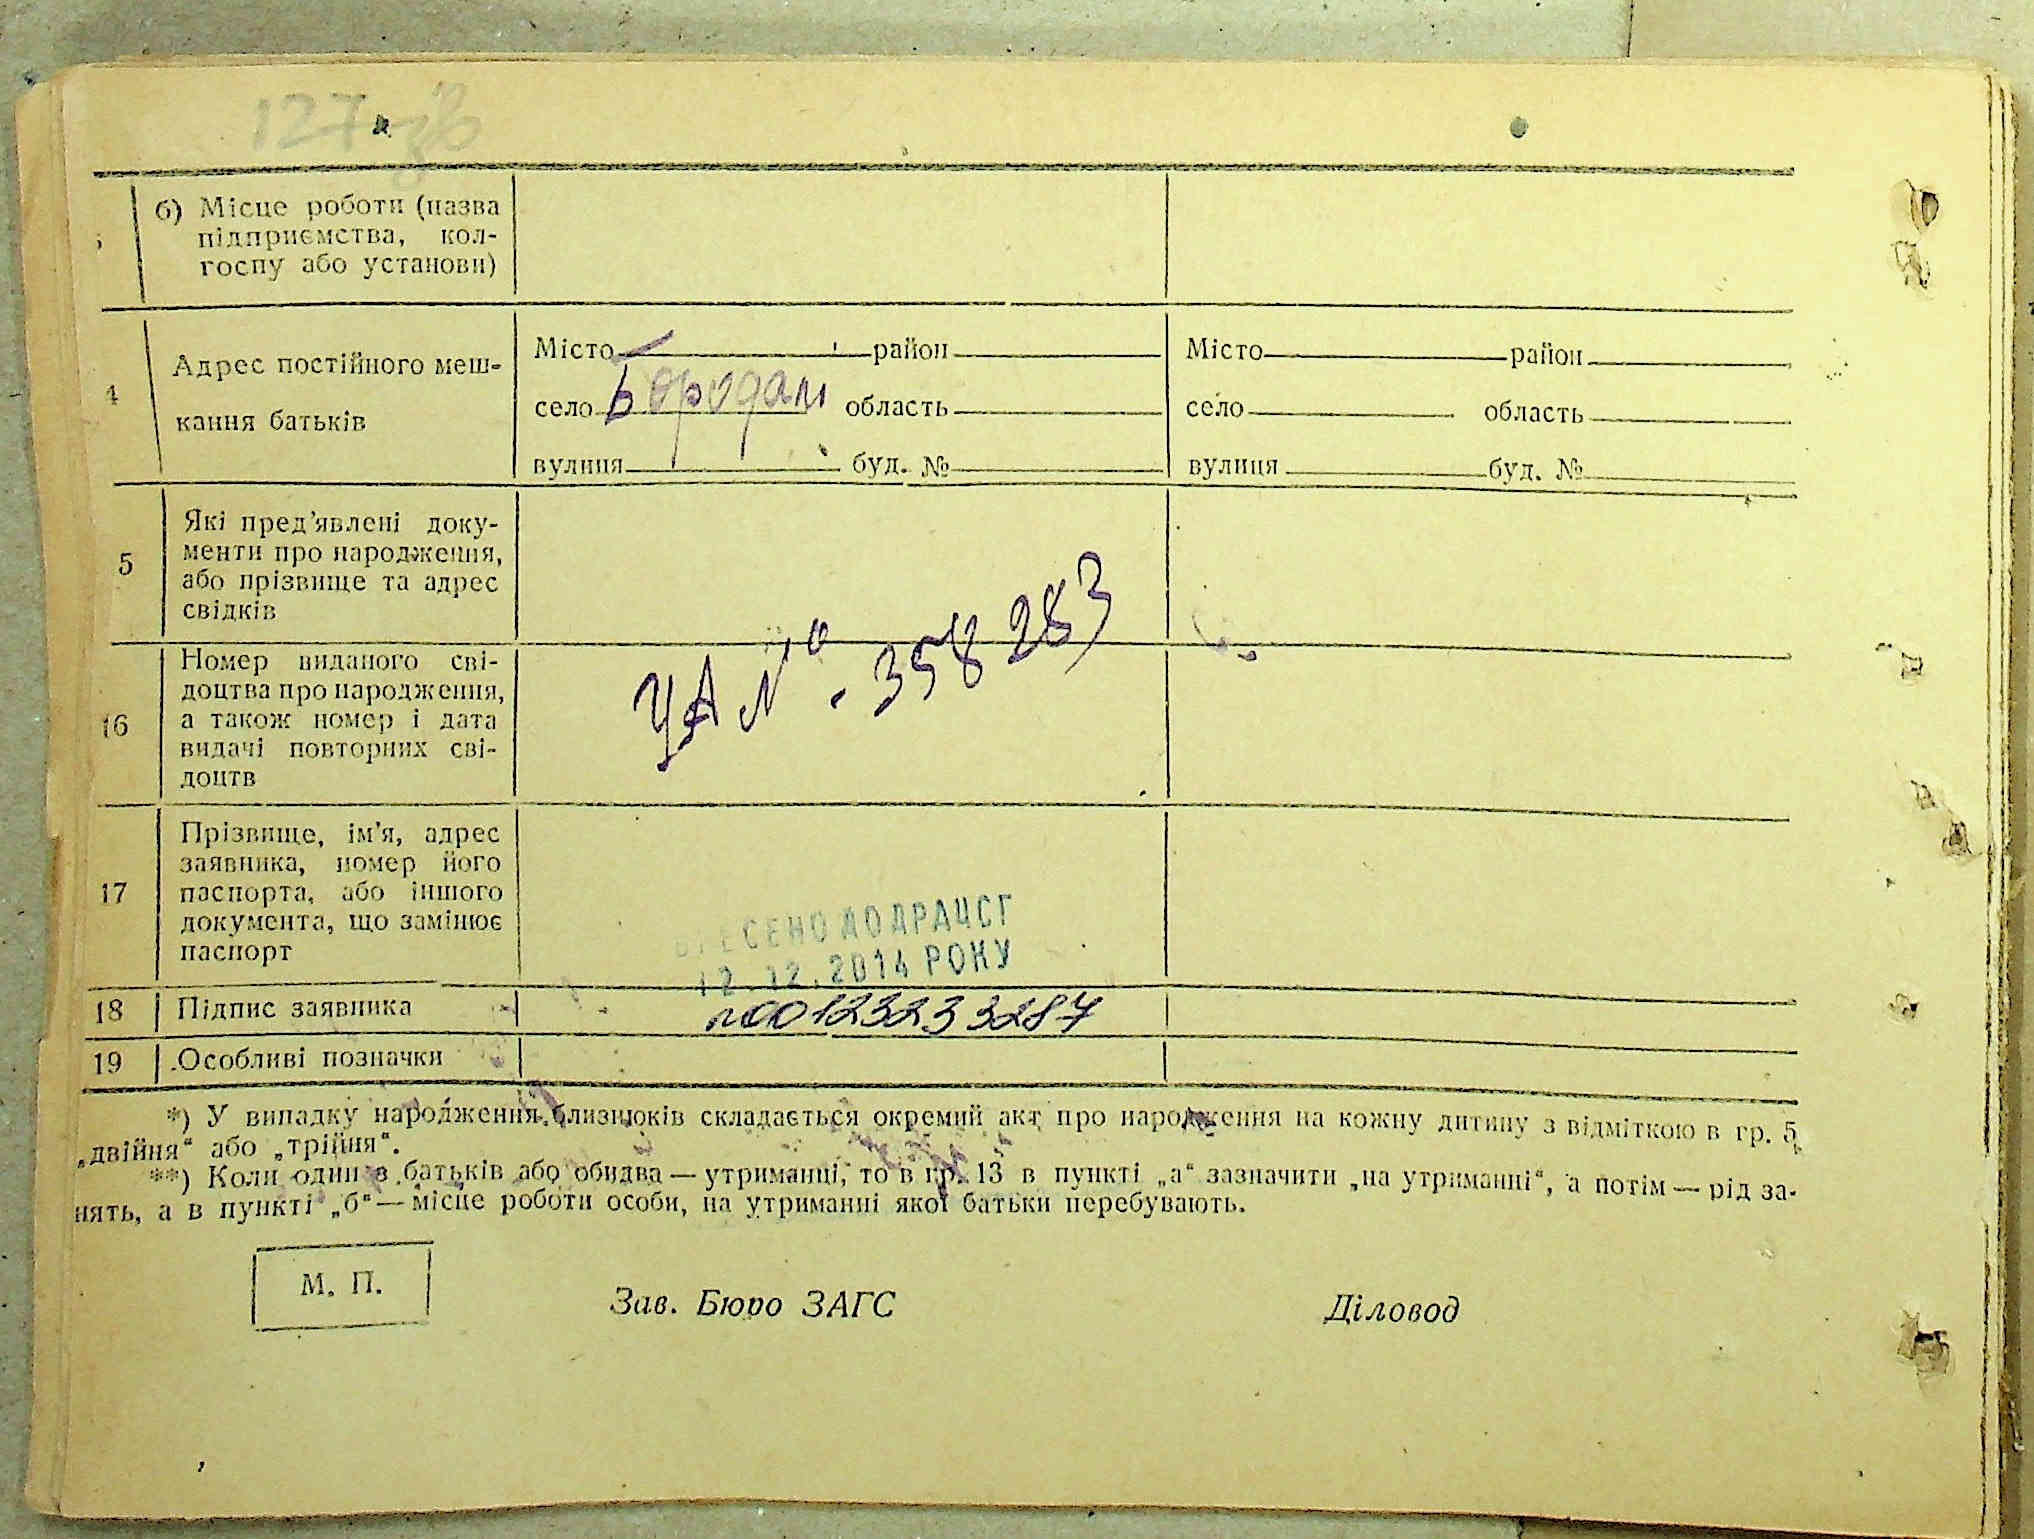 127 зв
б) Місце роботи (назва
підприємства, кол-
госпу або установи)
4
Адрес постійного меш-
кання батьків
Місто район
село Бородані область
вулиця буд. №
Місто район
село область
вулиця буд. №
5
Які пред'явлені доку-
менти про народження,
або прізвище та адрес
свідків
16
Номер виданого сві-
доцтва про народження,
а також номер і дата
видачі повторних сві-
доцтв
УА № 358283
17
Прізвище, ім'я, адрес
заявника, номер його
паспорта, або іншого
документа, що замінює
паспорт
ВНЕСЕНО ДО ДРАЦСГ
12.12.2014 РОКУ
18 Підпис заявника
№00123233287
19 Особливі позначки
*) У випадку народження близнюків складається окремий акт про народження на кожну дитину з відміткою в гр. 5
„двійня“ або „трійня“.
**) Коли один з батьків або обидва — утриманці, то в гр. 13 в пункті „а“ зазначити „на утриманні“, а потім — рід за-
нять, а в пункті „б“ — місце роботи особи, на утриманні якої батьки перебувають.
М. П.
Зав. Бюро ЗАГС
Діловод